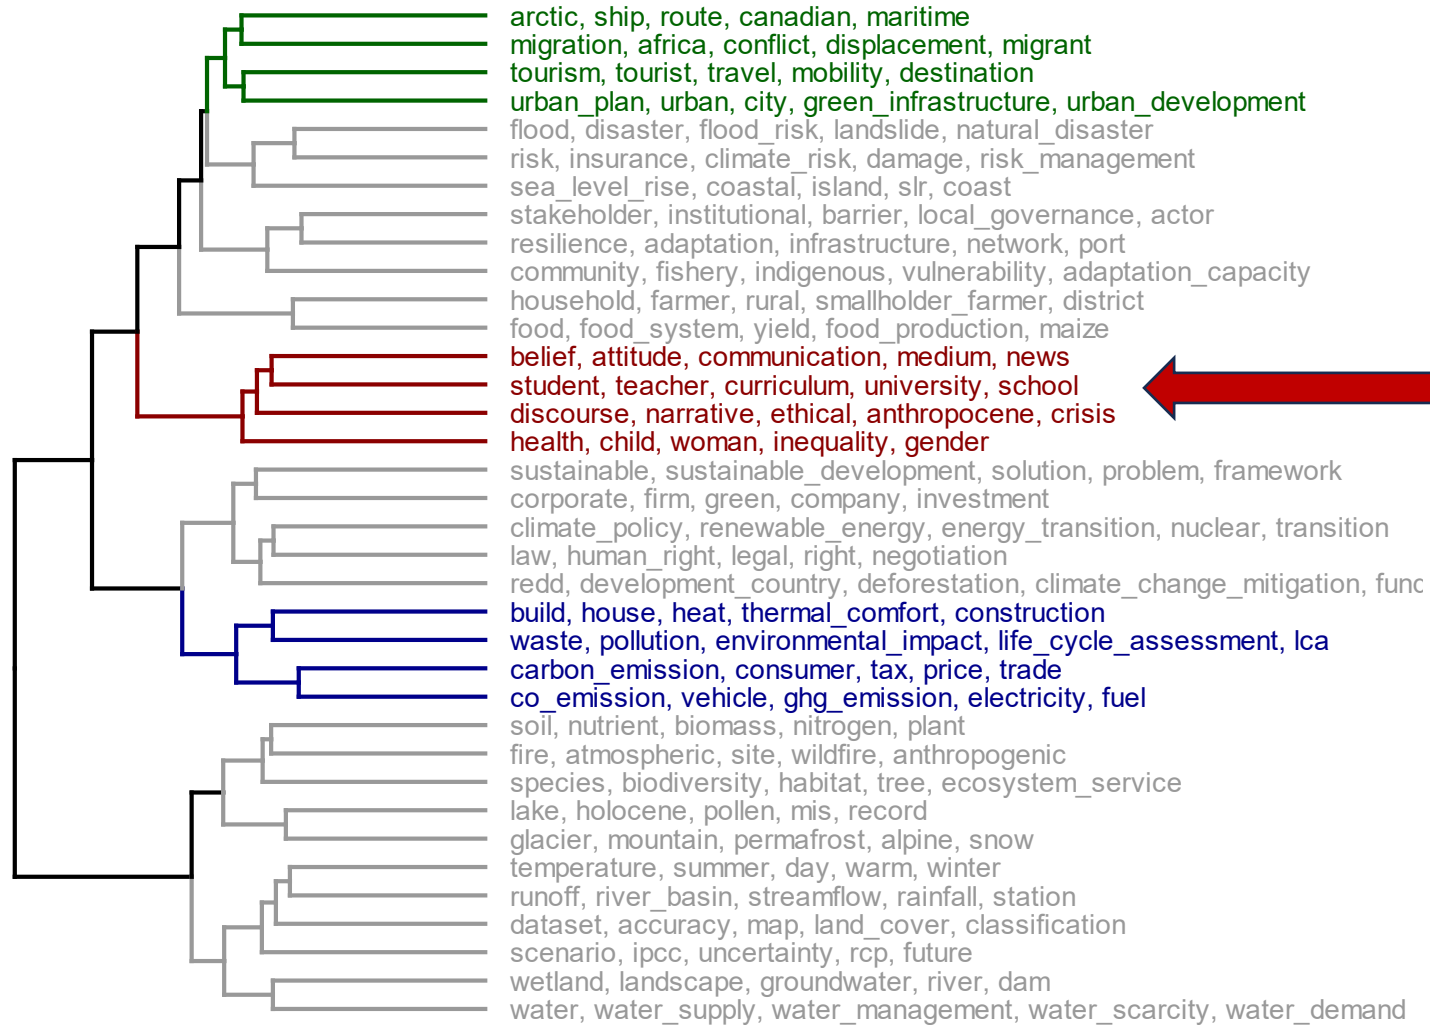 arctic, ship, route, canadian, maritime
migration, africa, conflict, displacement, migrant
tourism, tourist, travel, mobility, destination
urban_plan, urban, city, green_infrastructure, urban_development
flood, disaster, flood_risk, landslide, natural_disaster
risk, insurance, climate_risk, damage, risk_management
sea_level_rise, coastal, island, slr, coast
stakeholder, institutional, barrier, local_governance, actor
resilience, adaptation, infrastructure, network, port
community, fishery, indigenous, vulnerability, adaptation_capacity
household, farmer, rural, smallholder_farmer, district
food, food_system, yield, food_production, maize
belief, attitude, communication, medium, news
student, teacher, curriculum, university, school
discourse, narrative, ethical, anthropocene, crisis
health, child, woman, inequality, gender
sustainable, sustainable_development, solution, problem, framework
corporate, firm, green, company, investment
climate_policy, renewable_energy, energy_transition, nuclear, transition
law, human_right, legal, right, negotiation
redd, development_country, deforestation, climate_change_mitigation,
build, house, heat, thermal_comfort, construction
waste, pollution, environmental_impact, life_cycle_assessment, lca
carbon_emission, consumer, tax, price, trade
co_emission, vehicle, ghg_emission, electricity, fuel
soil, nutrient, biomass, nitrogen, plant
fire, atmospheric, site, wildfire, anthropogenic
species, biodiversity, habitat, tree, ecosystem_service
lake, holocene, pollen, mis, record
glacier, mountain, permafrost, alpine, snow
temperature, summer, day, warm, winter
runoff, river_basin, streamflow, rainfall, station
dataset, accuracy, map, land_cover, classification
scenario, ipcc, uncertainty, rcp, future
wetland, landscape, groundwater, river, dam
water, water_supply, water_management, water_scarcity, water_demand